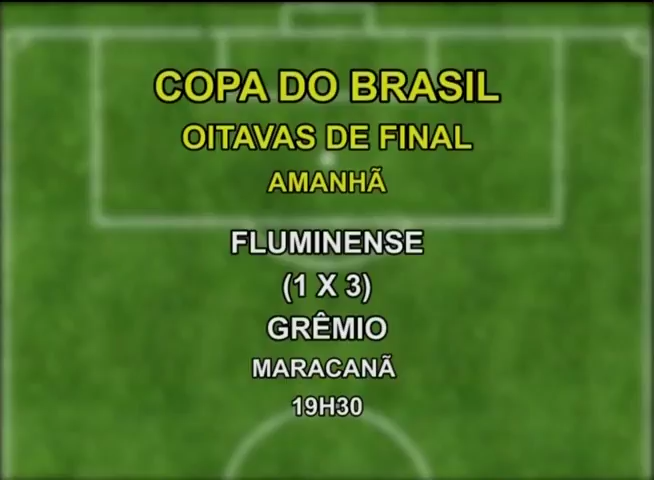 COPA DO BRASIL
OITAVAS DE FINAL
AMANHÃ
FLUMINENSE
(1 X 3)
GRÊMIO
MARACANÃ
19H30